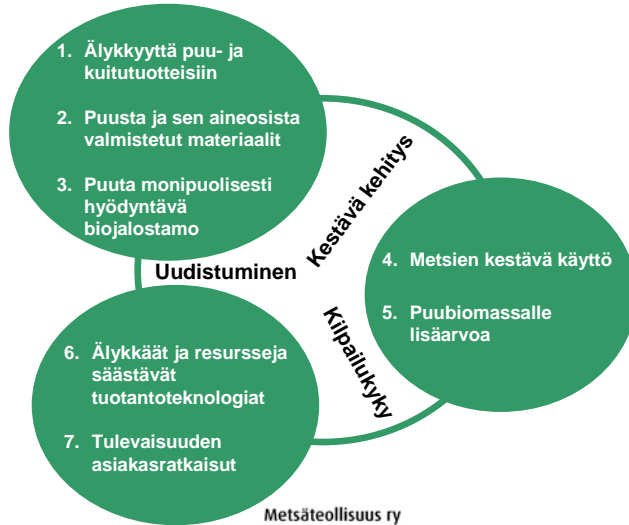 1. Älykkyyttä puu- ja
kuitutuotteisiin
2. Puusta ja sen aineosista
valmistetut materiaalit
3. Puuta monipuolisesti
hyödyntävä
biojalostamo
Kestävä kehitys
Uudistuminen
4. Metsien kestävä käyttö
5. Puubiomassalle
lisäarvoa
Kilpailukyky
6. Älykkäät ja resursseja
säästävät
tuotantoteknologiat
7. Tulevaisuuden
asiakasratkaisut
Metsäteollisuus ry